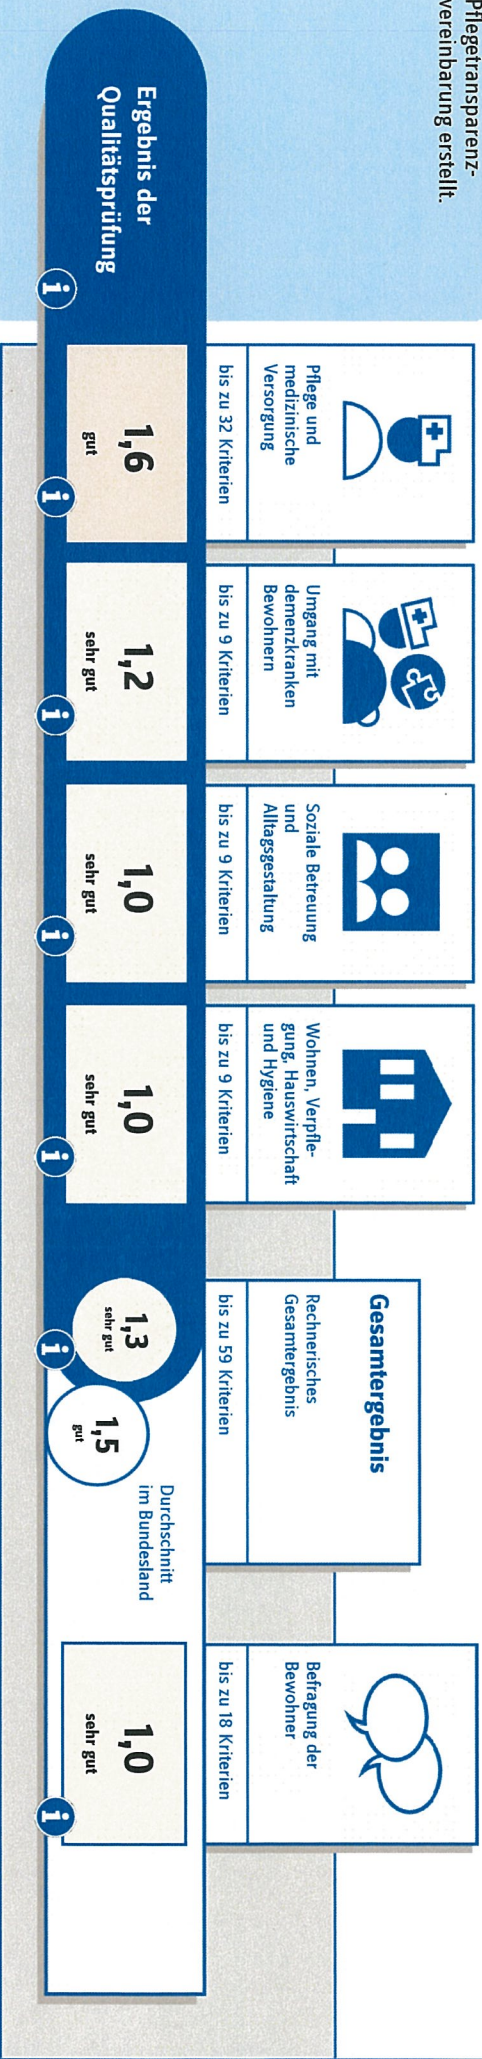 Pflegetransparenz-
vereinbarung erstellt.
Ergebnis der
Qualitätsprüfung
i
Pflege und
medizinische
Versorgung
bis zu 32 Kriterien
1,6
gut
i
Umgang mit
demenzkranken
Bewohnern
bis zu 9 Kriterien
1,2
sehr gut
i
Soziale Betreuung
und
Alltagsgestaltung
bis zu 9 Kriterien
1,0
sehr gut
i
Wohnen, Verpfle-
gung, Hauswirtschaft
und Hygiene
bis zu 9 Kriterien
1,0
sehr gut
i
Gesamtergebnis
Rechnerisches
Gesamtergebnis
bis zu 59 Kriterien
1,3
sehr gut
i
1,5
gut
Durchschnitt
im Bundesland
Befragung der
Bewohner
bis zu 18 Kriterien
1,0
sehr gut
i